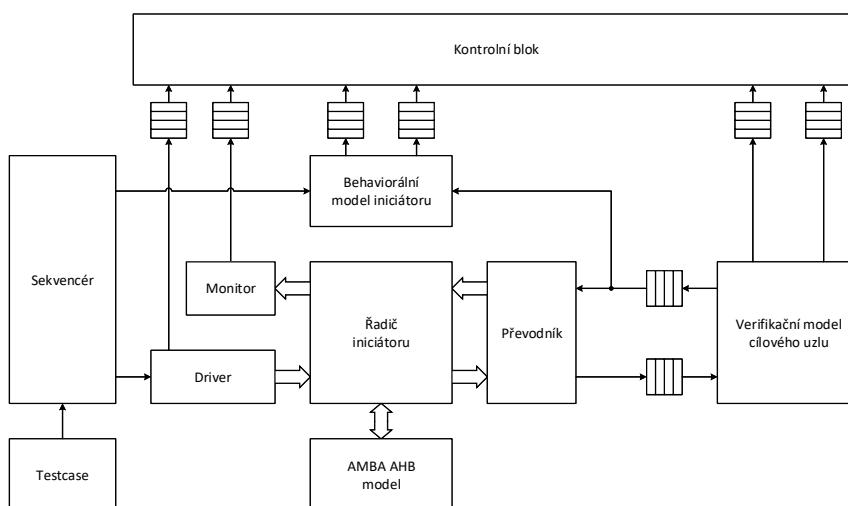 Kontrolní blok
Behaviorální
model iniciátoru
Sekvencér
Monitor
Řadič
iniciátoru
Převodník
Verifikační model
cílového uzlu
Driver
Testcase
AMBA AHB
model